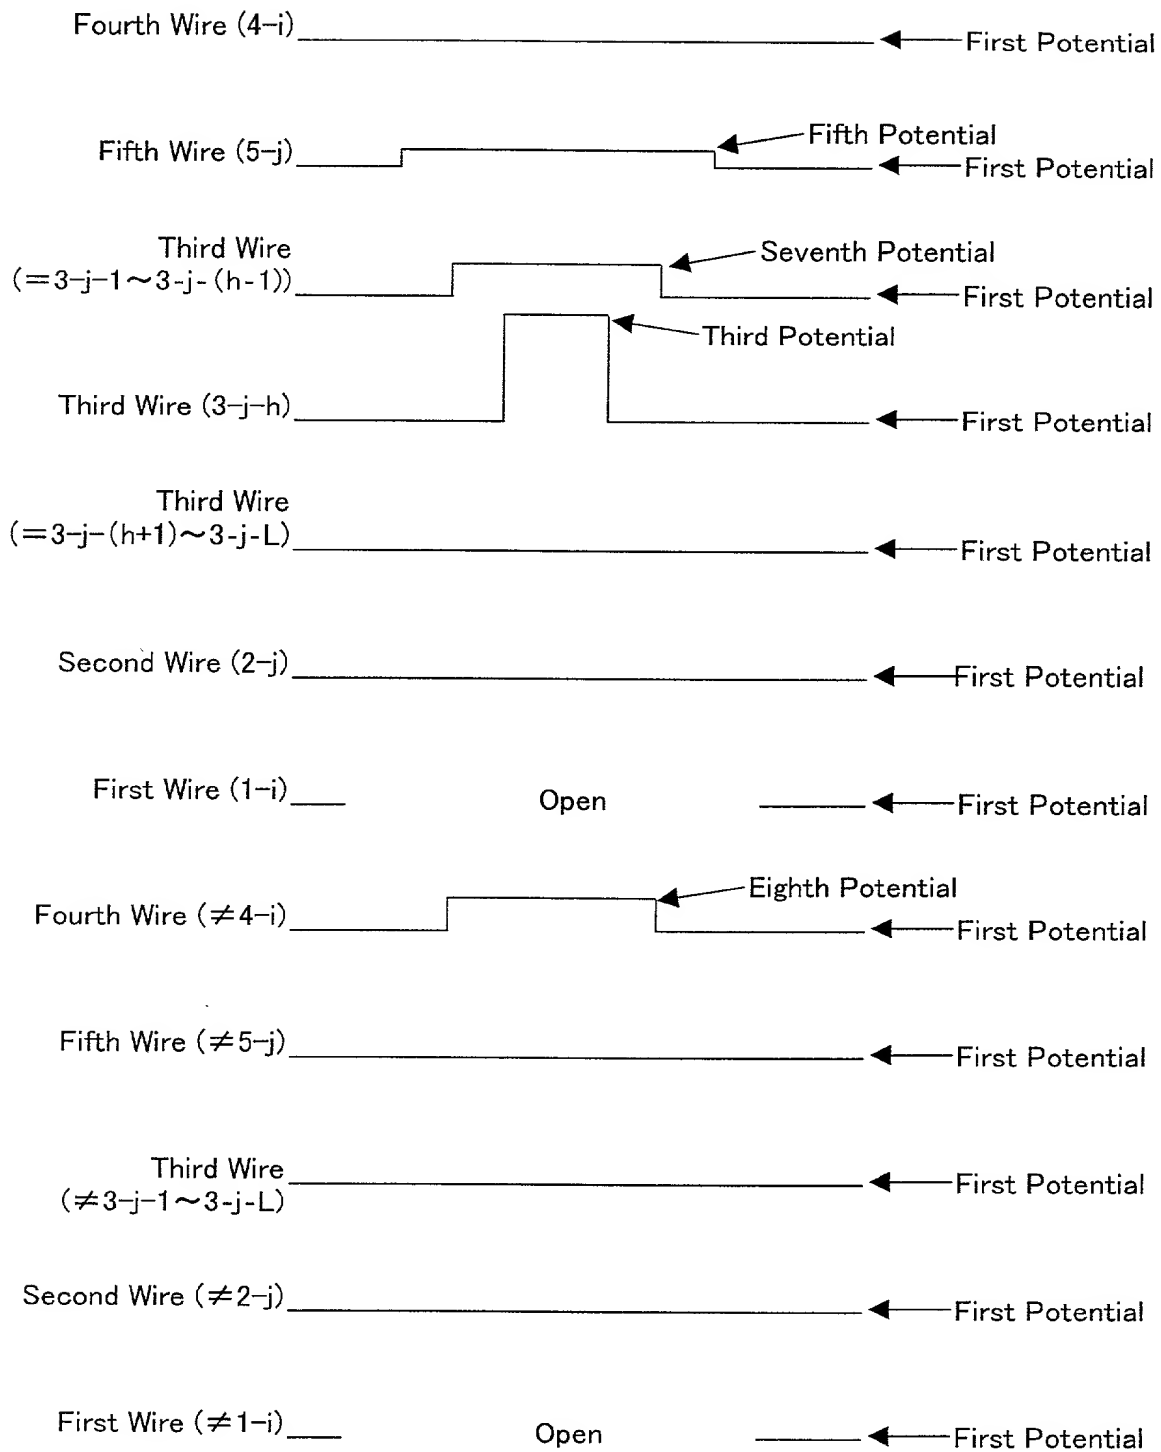 Fourth Wire (4-i)
First Potential
Fifth Wire (5-j)
Fifth Potential
First Potential
Third Wire
(=3-j-1~3-j-(h-1))
Seventh Potential
First Potential
Third Potential
Third Wire (3-j-h)
First Potential
Third Wire
(=3-j-(h+1)~3-j-L)
First Potential
Second Wire (2-j)
First Potential
First Wire (1-i)
Open
First Potential
Fourth Wire (≠4-i)
Eighth Potential
First Potential
Fifth Wire (≠5-j)
First Potential
Third Wire
(≠3-j-1~3-j-L)
First Potential
Second Wire (≠2-j)
First Potential
First Wire (≠1-i)
Open
First Potential